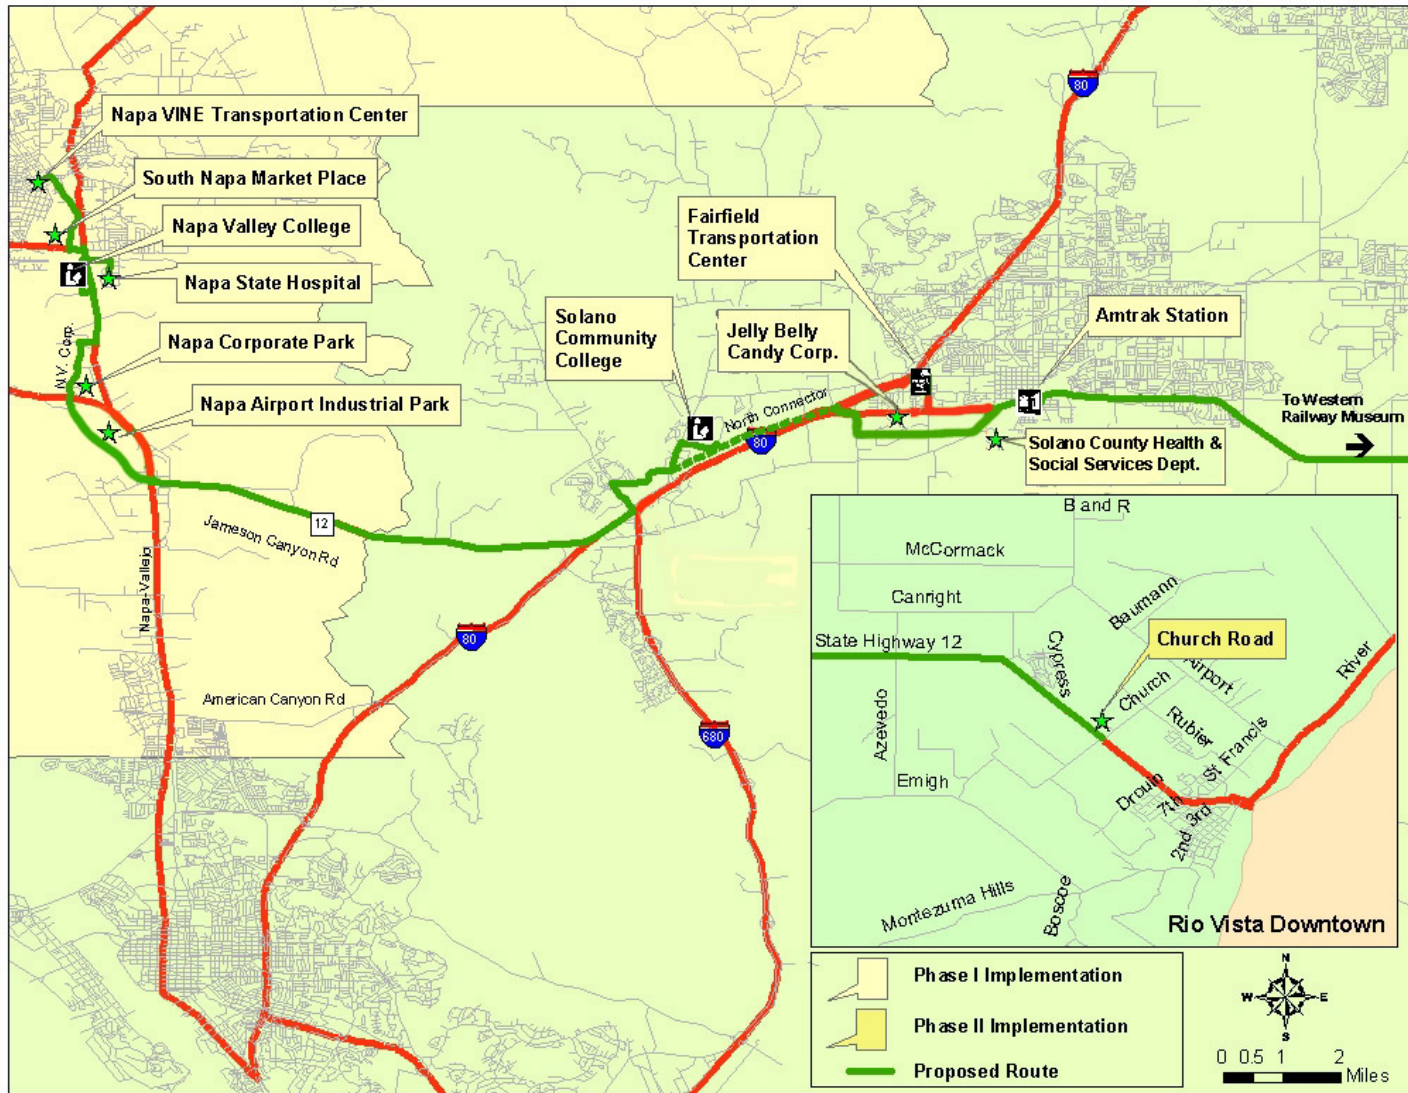 80
Napa VINE Transportation Center
South Napa Market Place
Napa Valley College
Napa State Hospital
Fairfield
Transportation
Center
Solano
Community
College
Jelly Belly
Candy Corp.
Amtrak Station
N.V. Corp.
Napa Corporate Park
Napa Airport Industrial Park
North Connector
80
To Western
Railway Museum
Solano County Health &
Social Services Dept.
12
Jameson Canyon Rd
Napa-Vallejo
80
American Canyon Rd
680
B and R
McCormack
Canright
Baumann
State Highway 12
Cypress
Church Road
Church
Airport
River
Azevedo
Rubier
St Francis
Emigh
Drouin
7th
3rd
2nd
Montezuma Hills
Boscoe
Rio Vista Downtown
Phase I Implementation
Phase II Implementation
Proposed Route
N
W E
S
0 0.5 1 2
Miles